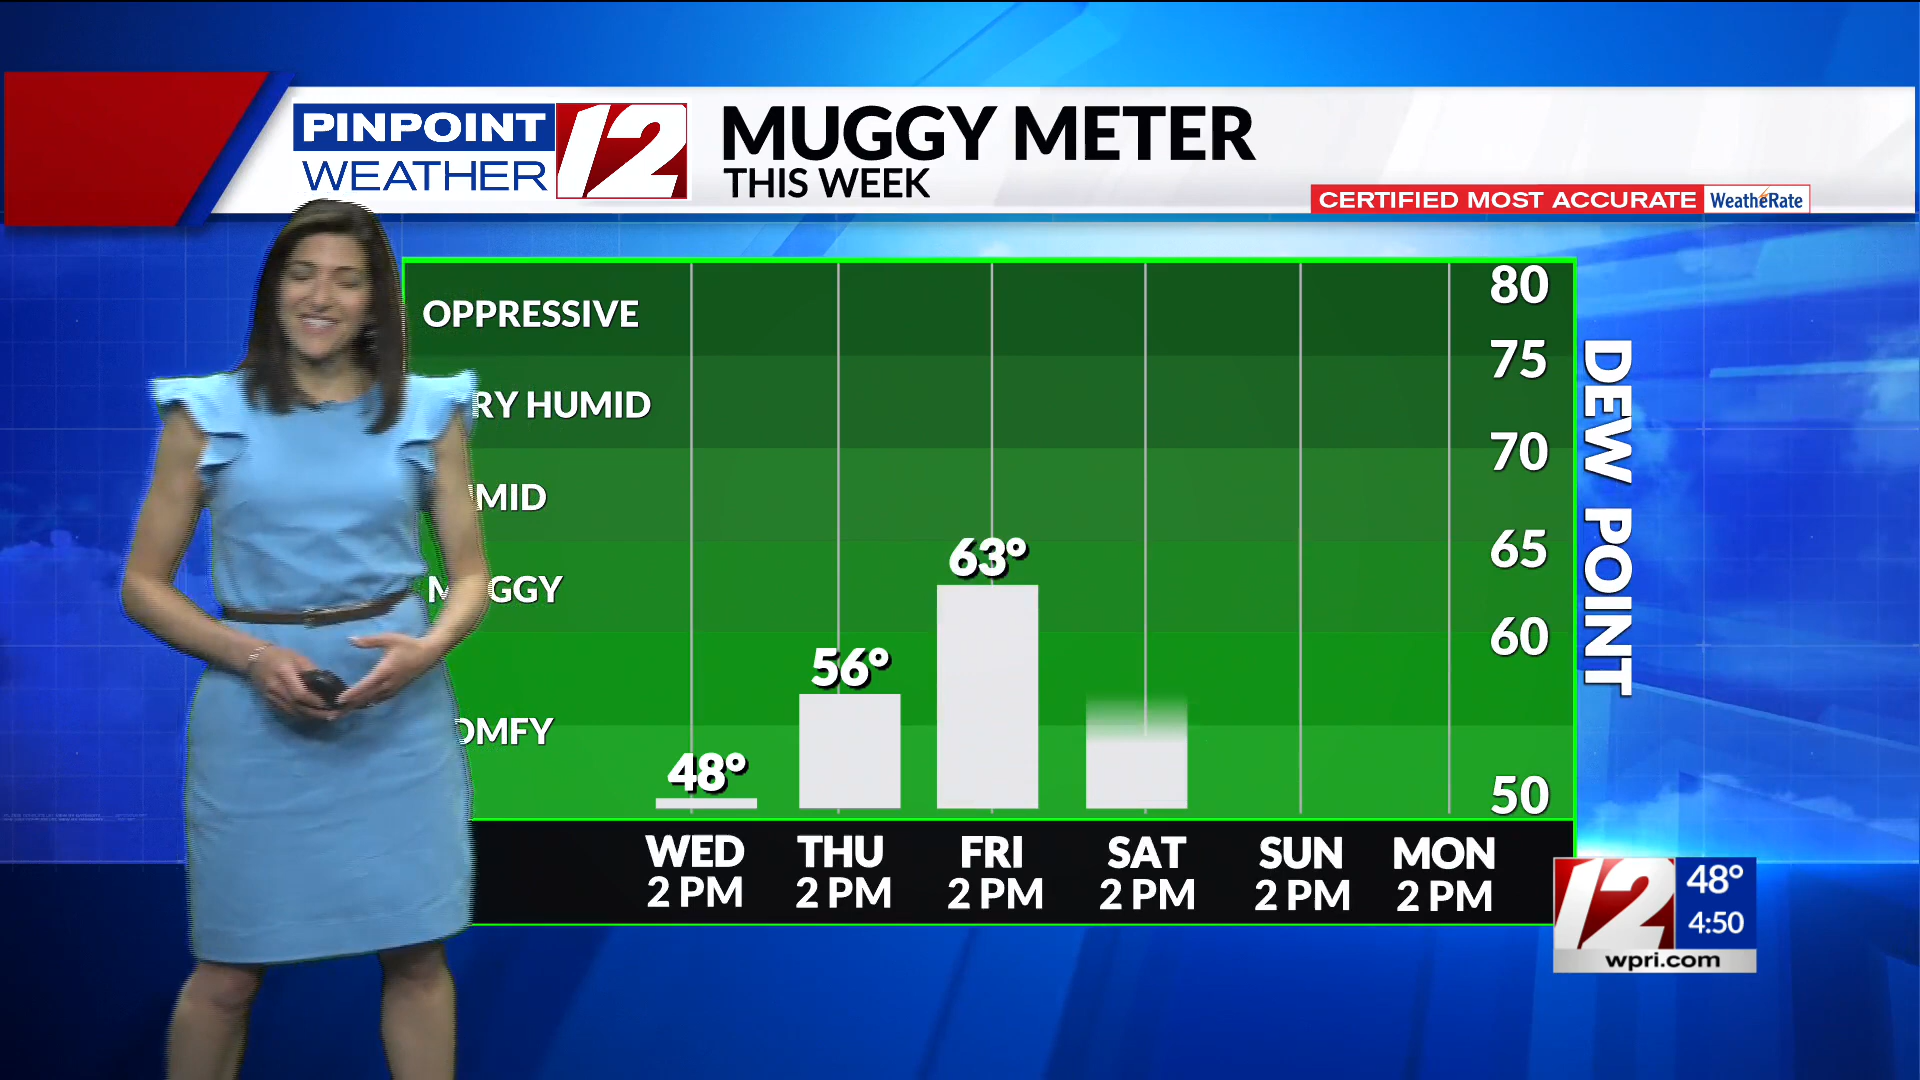 PINPOINT
WEATHER
12
MUGGY METER
THIS WEEK
CERTIFIED MOST ACCURATE
WeatheRate
OPPRESSIVE
RY HUMID
MID
M GGY
OMFY
80
75
70
65
60
50
DEW POINT
48°
56°
63°
WED THU FRI SAT SUN MON
2 PM 2 PM 2 PM 2 PM 2 PM 2 PM
12
48°
4:50
wpri.com